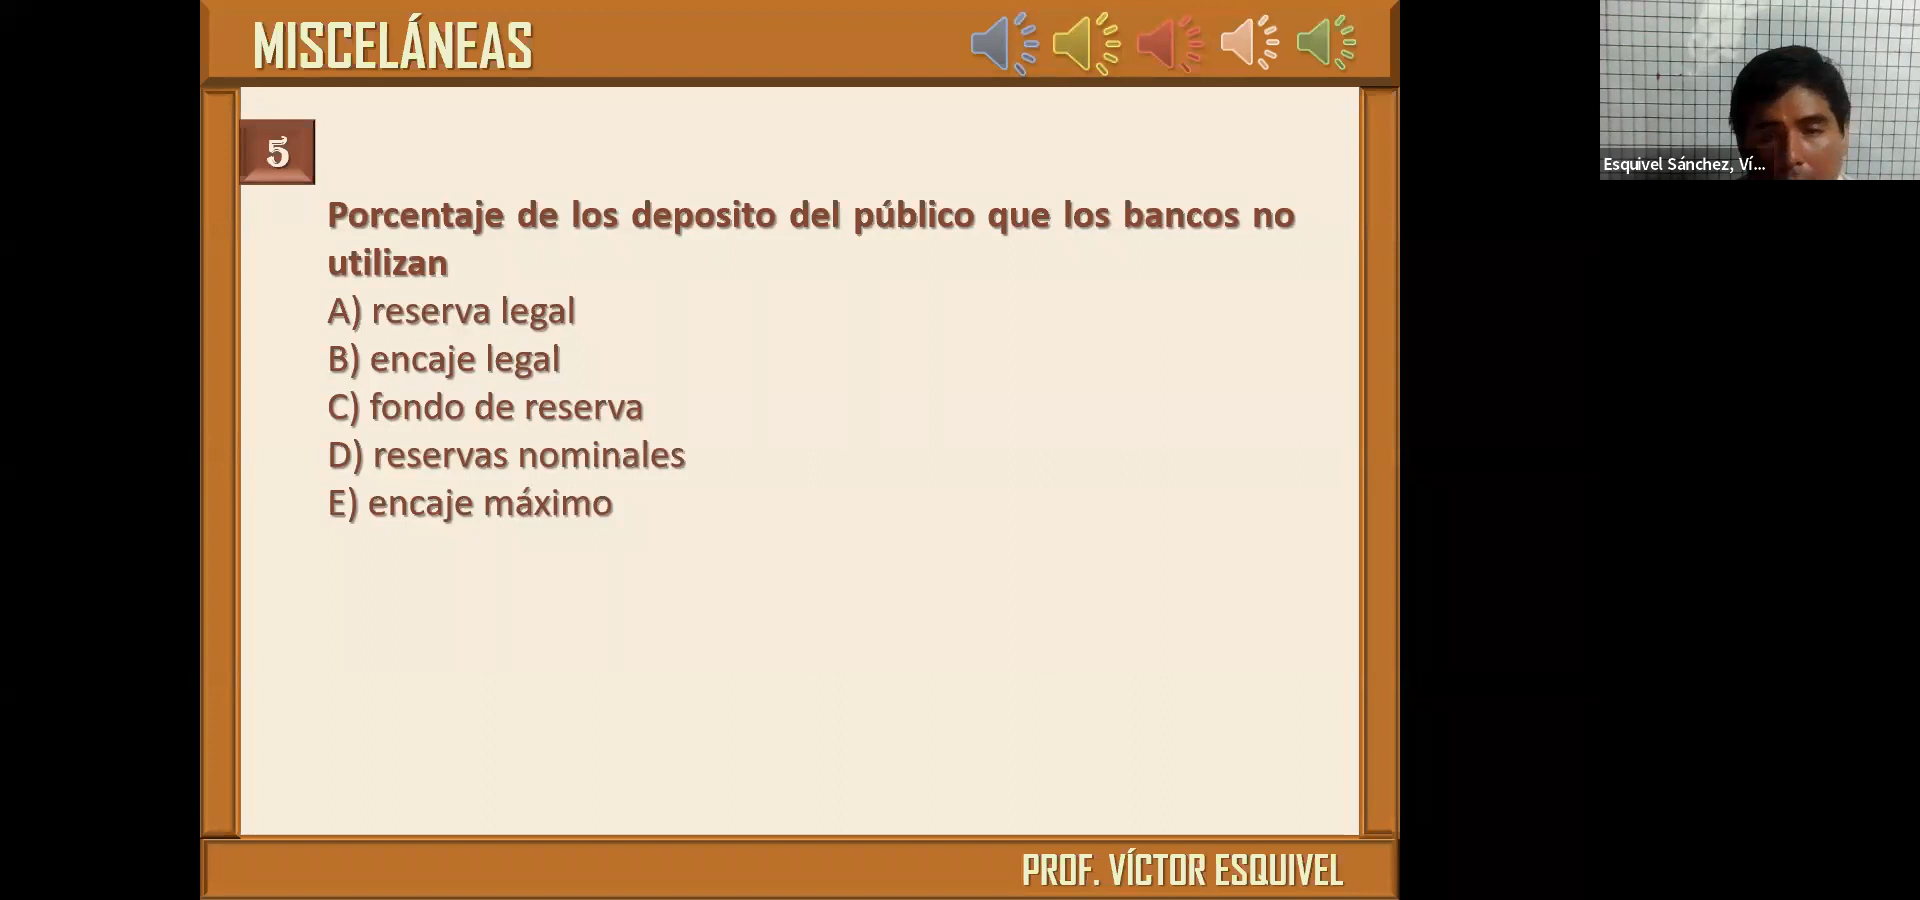 MISCELÁNEAS
Esquivel Sánchez, Ví...
5
Porcentaje de los deposito del público que los bancos no
utilizan
A) reserva legal
B) encaje legal
C) fondo de reserva
D) reservas nominales
E) encaje máximo
PROF. VÍCTOR ESQUIVEL